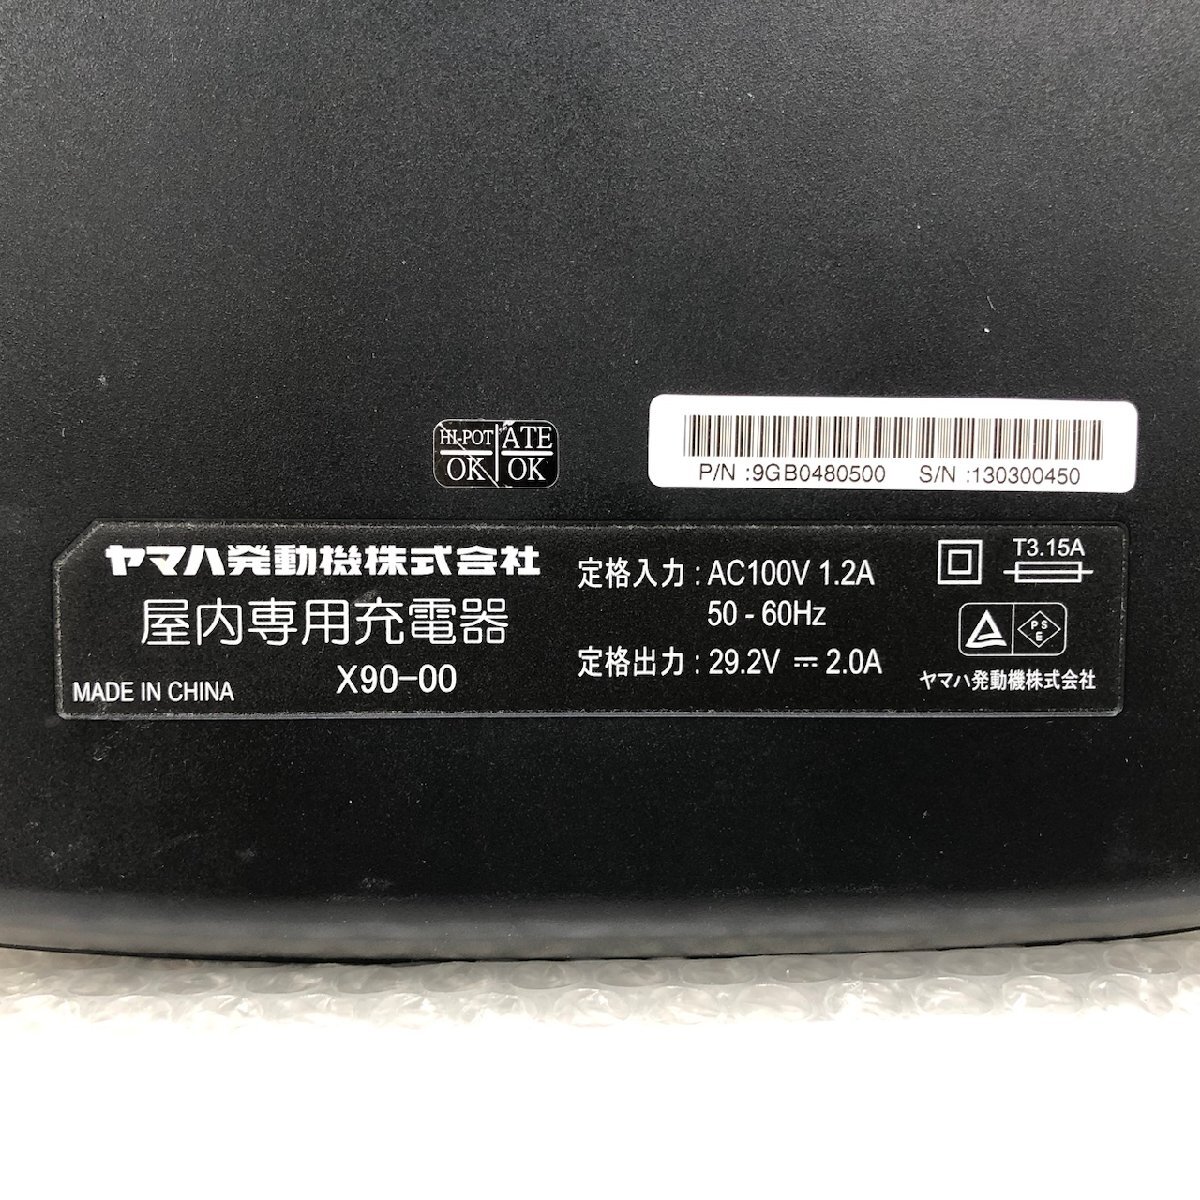 HI-POT ATE
OK OK
P/N :9GB0480500 S/N :130300450
ヤマハ発動機株式会社
屋内専用充電器
X90-00
MADE IN CHINA
定格入力 : AC100V 1.2A
50 - 60Hz
定格出力 : 29.2V ⎓ 2.0A
T3.15A
PS
E
ヤマハ発動機株式会社